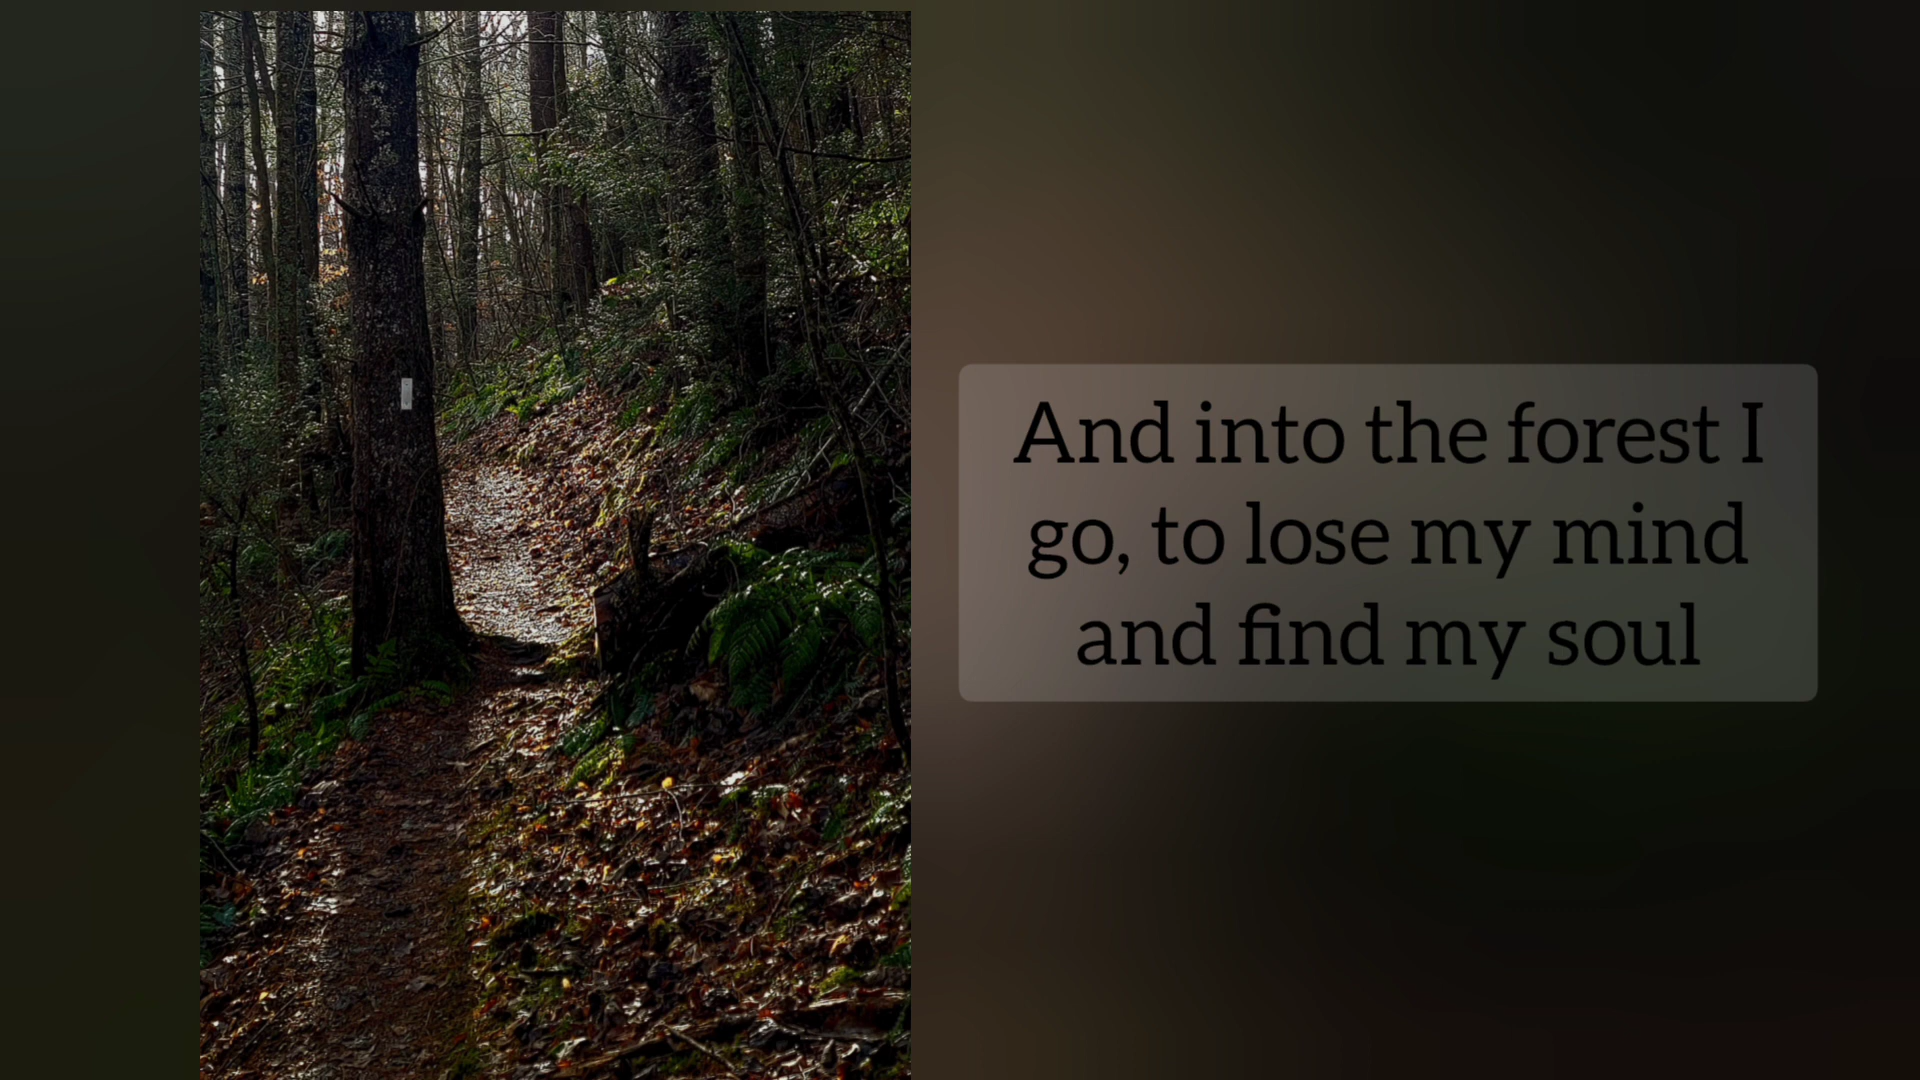 And into the forest I
go, to lose my mind
and find my soul